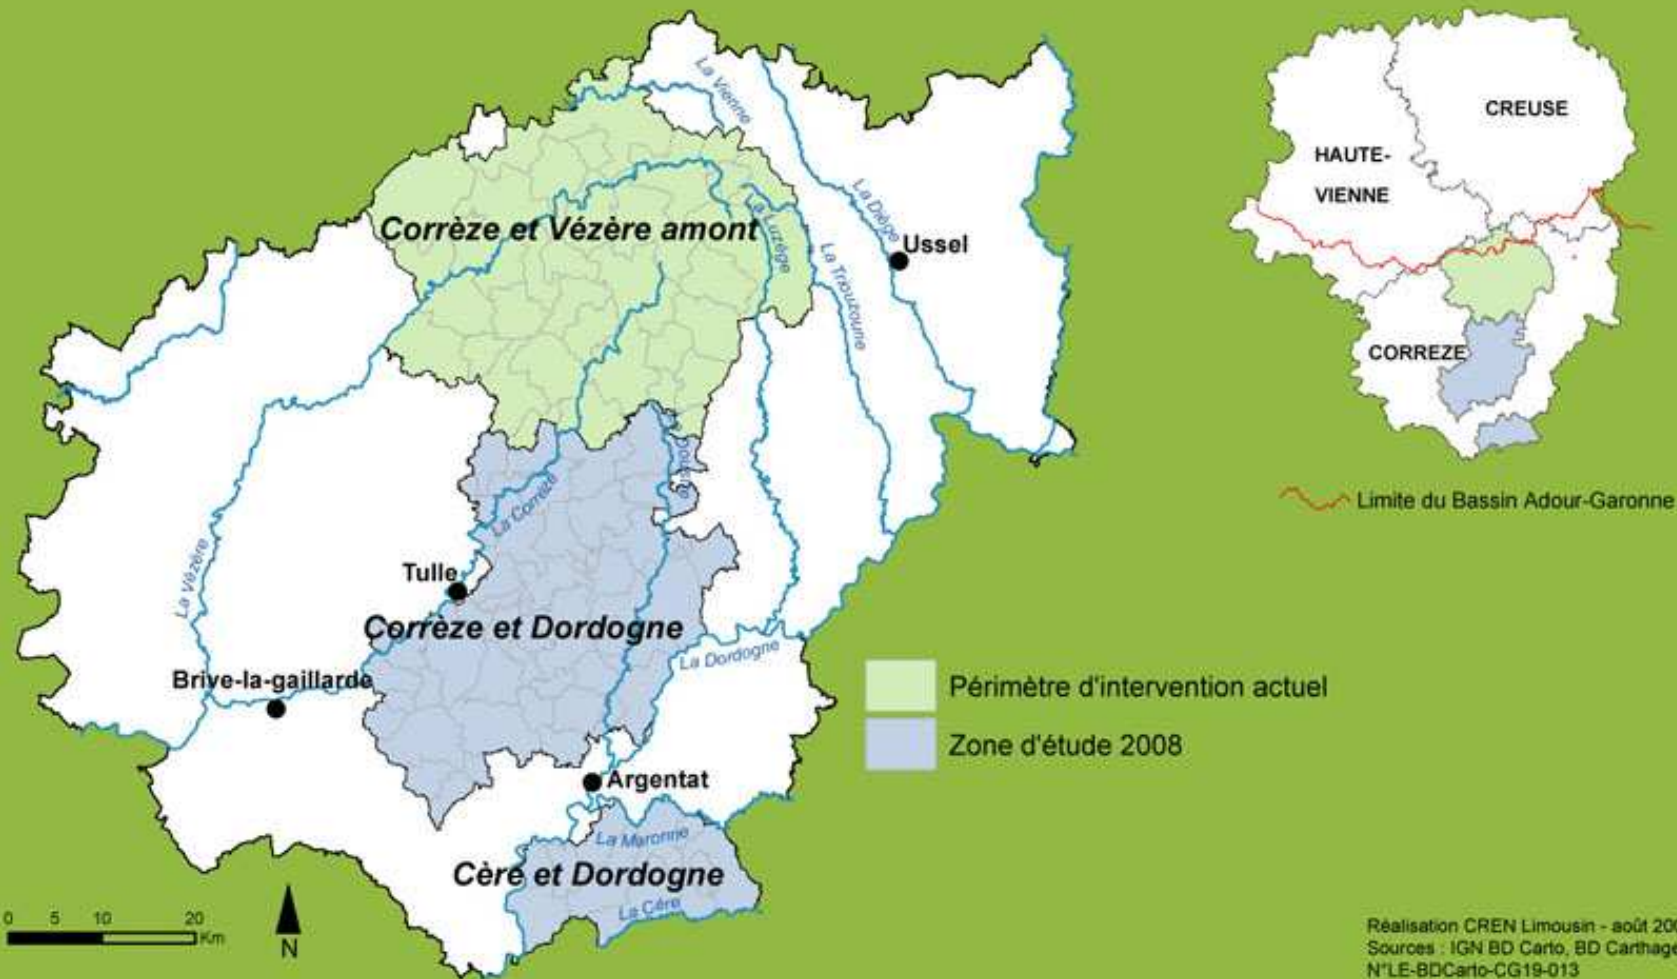 La Vienne
La Diège
Ussel
Corrèze et Vézère amont
La Luzége
La Triouzoune
La Corrèze
La Vézère
Tulle
Corrèze et Dordogne
La Dordogne
Brive-la-gaillarde
Argentat
La Maronne
Cère et Dordogne
La Cére
0 5 10 20
Km
N
CREUSE
HAUTE-
VIENNE
CORREZE
Limite du Bassin Adour-Garonne
Périmètre d'intervention actuel
Zone d'étude 2008
Réalisation CREN Limousin - août 200
Sources : IGN BD Carto, BD Carthage
N°LE-BDCarto-CG19-013